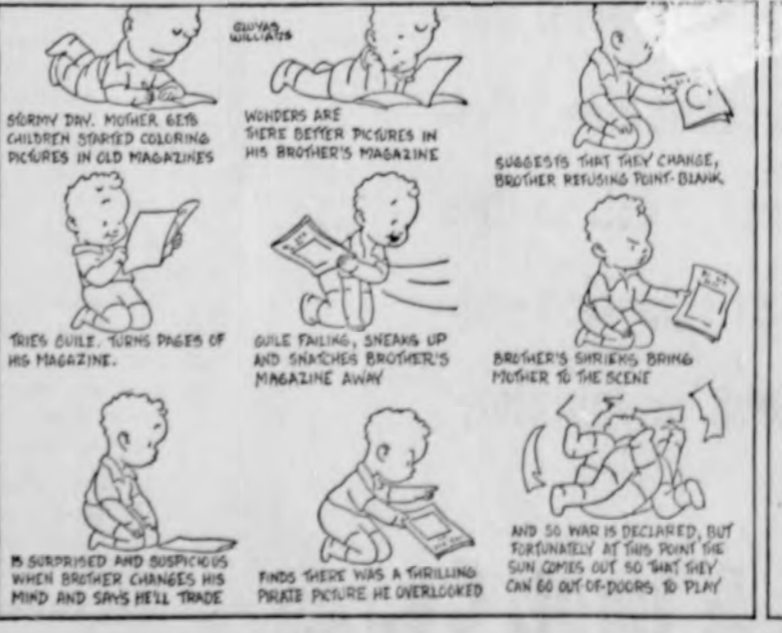 GLUYAS
WILLIAMS
STORMY DAY. MOTHER GETS
CHILDREN STARTED COLORING
PICTURES IN OLD MAGAZINES
WONDERS ARE
THERE BETTER PICTURES IN
HIS BROTHER'S MAGAZINE
SUGGESTS THAT THEY CHANGE,
BROTHER REFUSING POINT-BLANK
TRIES GUILE. TURNS PAGES OF
HIS MAGAZINE.
GUILE FAILING, SNEAKS UP
AND SNATCHES BROTHER'S
MAGAZINE AWAY
BROTHER'S SHRIEKS BRING
MOTHER TO THE SCENE
IS SURPRISED AND SUSPICIOUS
WHEN BROTHER CHANGES HIS
MIND AND SAYS HE'LL TRADE
FINDS THERE WAS A THRILLING
PIRATE PICTURE HE OVERLOOKED
AND SO WAR IS DECLARED, BUT
FORTUNATELY AT THIS POINT THE
SUN COMES OUT SO THAT THEY
CAN GO OUT-OF-DOORS TO PLAY